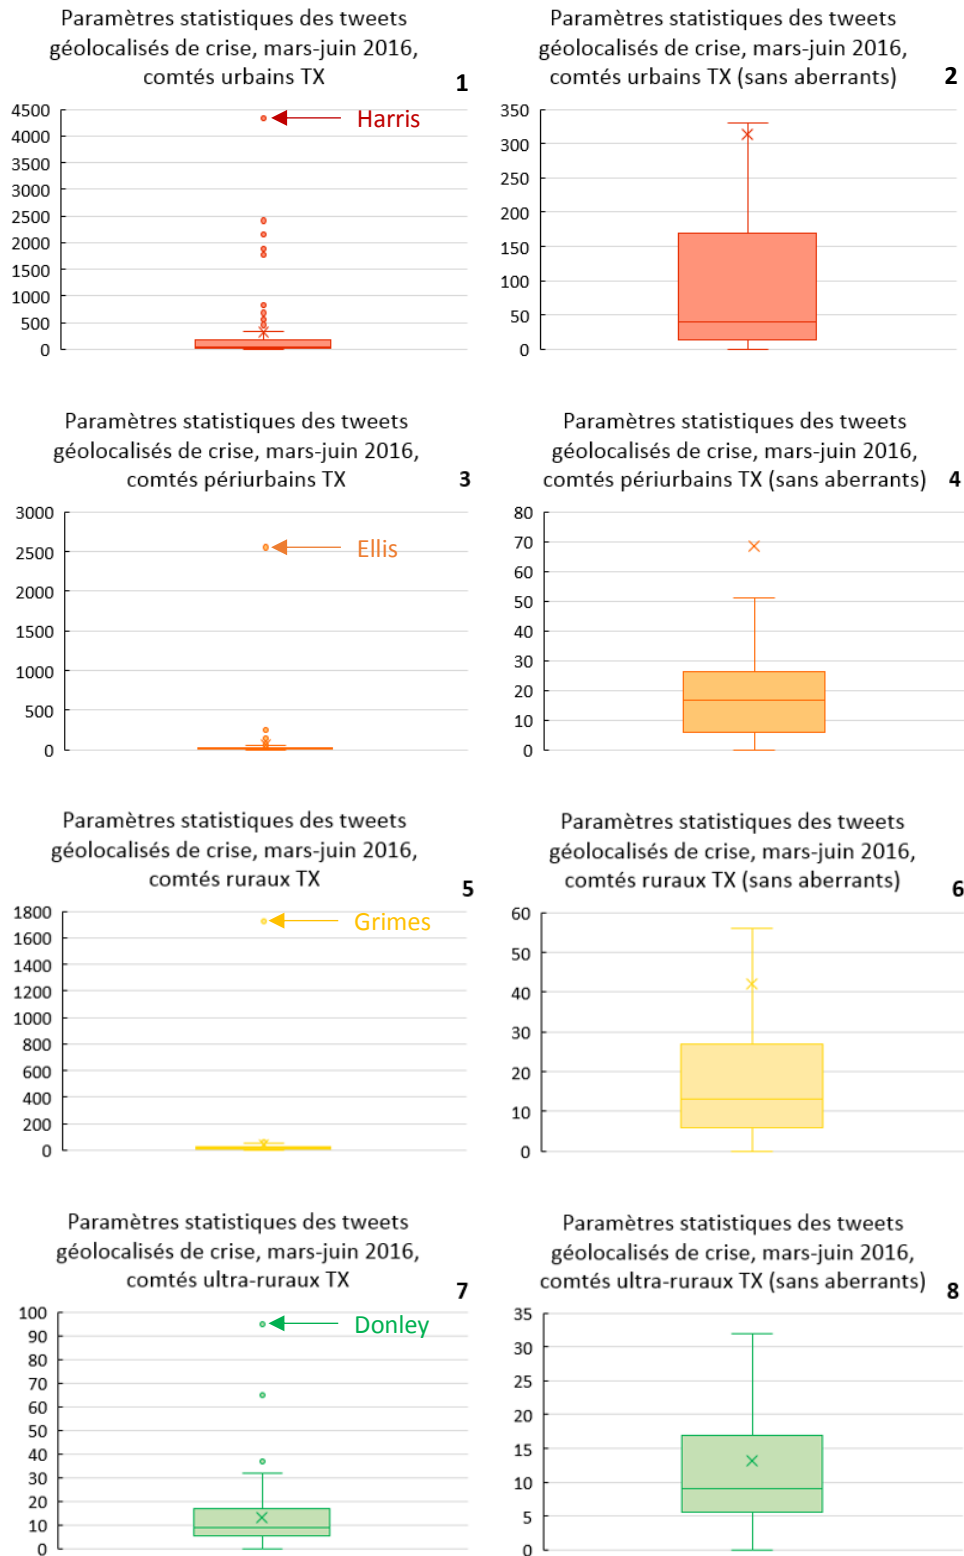 Paramètres statistiques des tweets
géolocalisés de crise, mars-juin 2016,
comtés urbains TX
1
4500
4000
3500
3000
2500
2000
1500
1000
500
0
Harris
Paramètres statistiques des tweets
géolocalisés de crise, mars-juin 2016,
comtés urbains TX (sans aberrants)
2
350
300
250
200
150
100
50
0
Paramètres statistiques des tweets
géolocalisés de crise, mars-juin 2016,
comtés périurbains TX
3
3000
2500
2000
1500
1000
500
0
Ellis
Paramètres statistiques des tweets
géolocalisés de crise, mars-juin 2016,
comtés périurbains TX (sans aberrants)
4
80
70
60
50
40
30
20
10
0
Paramètres statistiques des tweets
géolocalisés de crise, mars-juin 2016,
comtés ruraux TX
5
1800
1600
1400
1200
1000
800
600
400
200
0
Grimes
Paramètres statistiques des tweets
géolocalisés de crise, mars-juin 2016,
comtés ruraux TX (sans aberrants)
6
60
50
40
30
20
10
0
Paramètres statistiques des tweets
géolocalisés de crise, mars-juin 2016,
comtés ultra-ruraux TX
7
100
90
80
70
60
50
40
30
20
10
0
Donley
Paramètres statistiques des tweets
géolocalisés de crise, mars-juin 2016,
comtés ultra-ruraux TX (sans aberrants)
8
35
30
25
20
15
10
5
0